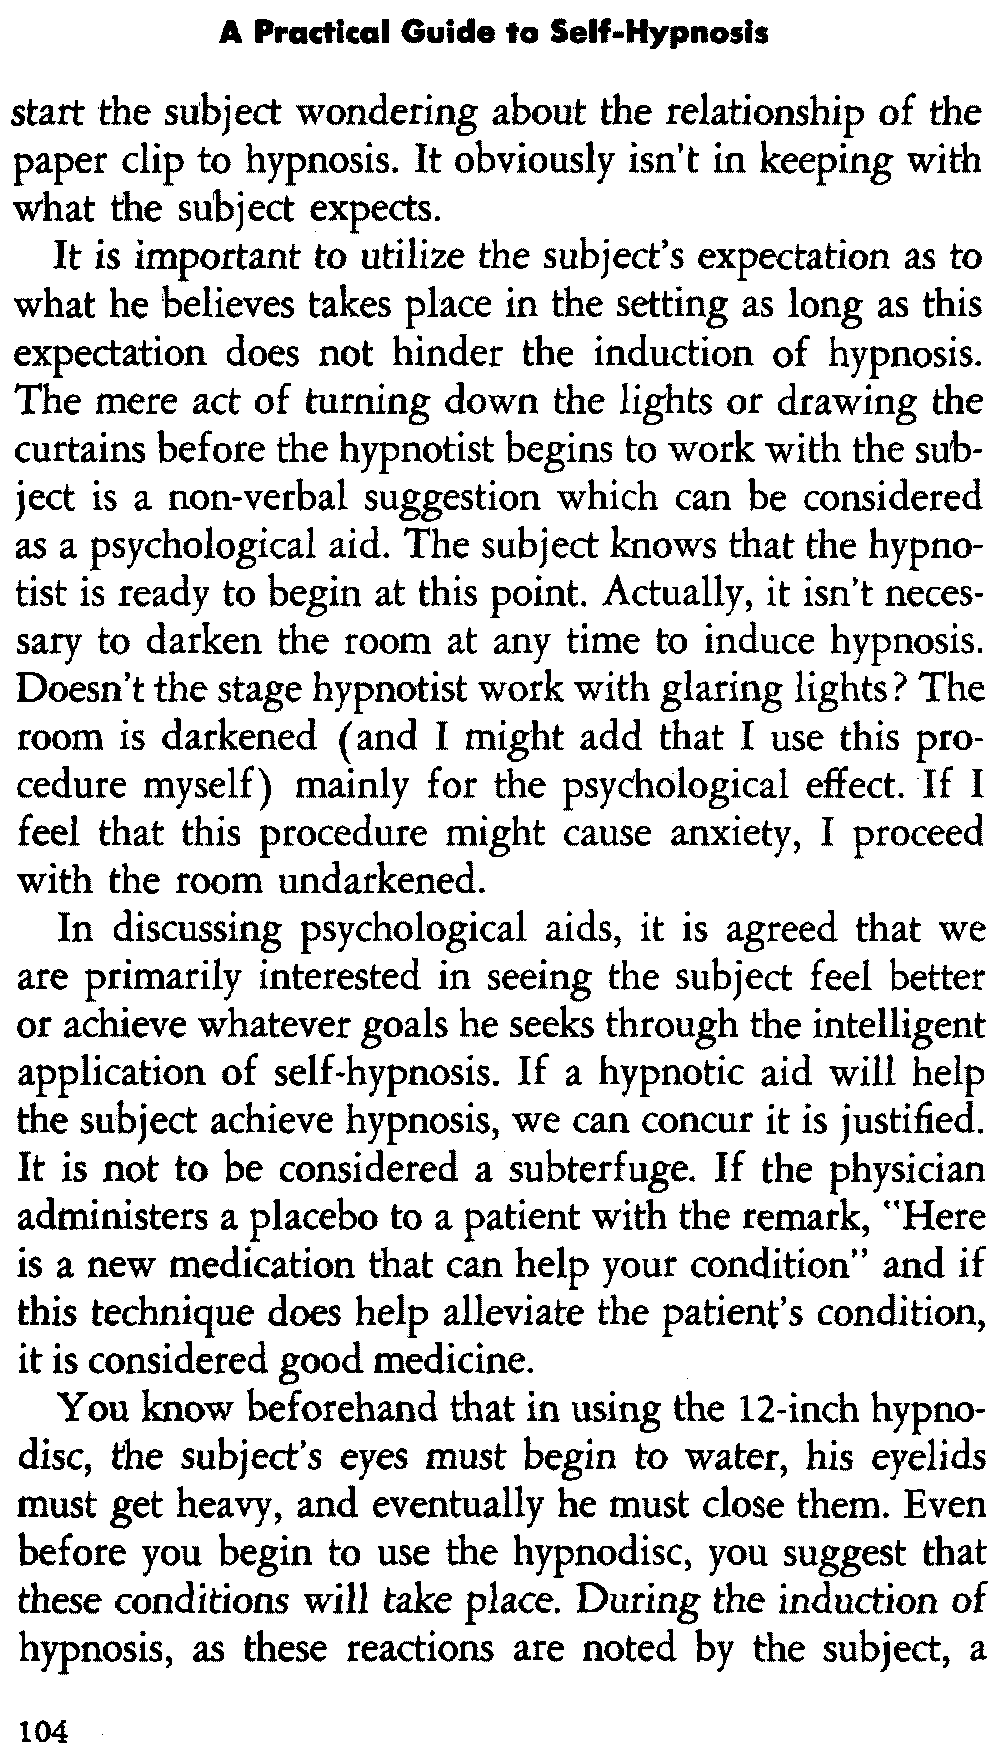 A Practical Guide to Self-Hypnosis
start the subject wondering about the relationship of the
paper clip to hypnosis. It obviously isn't in keeping with
what the subject expects.
It is important to utilize the subject's expectation as to
what he believes takes place in the setting as long as this
expectation does not hinder the induction of hypnosis.
The mere act of turning down the lights or drawing the
curtains before the hypnotist begins to work with the sub-
ject is a non-verbal suggestion which can be considered
as a psychological aid. The subject knows that the hypno-
tist is ready to begin at this point. Actually, it isn't neces-
sary to darken the room at any time to induce hypnosis.
Doesn't the stage hypnotist work with glaring lights? The
room is darkened (and I might add that I use this pro-
cedure myself) mainly for the psychological effect. If I
feel that this procedure might cause anxiety, I proceed
with the room undarkened.
In discussing psychological aids, it is agreed that we
are primarily interested in seeing the subject feel better
or achieve whatever goals he seeks through the intelligent
application of self-hypnosis. If a hypnotic aid will help
the subject achieve hypnosis, we can concur it is justified.
It is not to be considered a subterfuge. If the physician
administers a placebo to a patient with the remark, "Here
is a new medication that can help your condition" and if
this technique does help alleviate the patient's condition,
it is considered good medicine.
You know beforehand that in using the 12-inch hypno-
disc, the subject's eyes must begin to water, his eyelids
must get heavy, and eventually he must close them. Even
before you begin to use the hypnodisc, you suggest that
these conditions will take place. During the induction of
hypnosis, as these reactions are noted by the subject, a
104